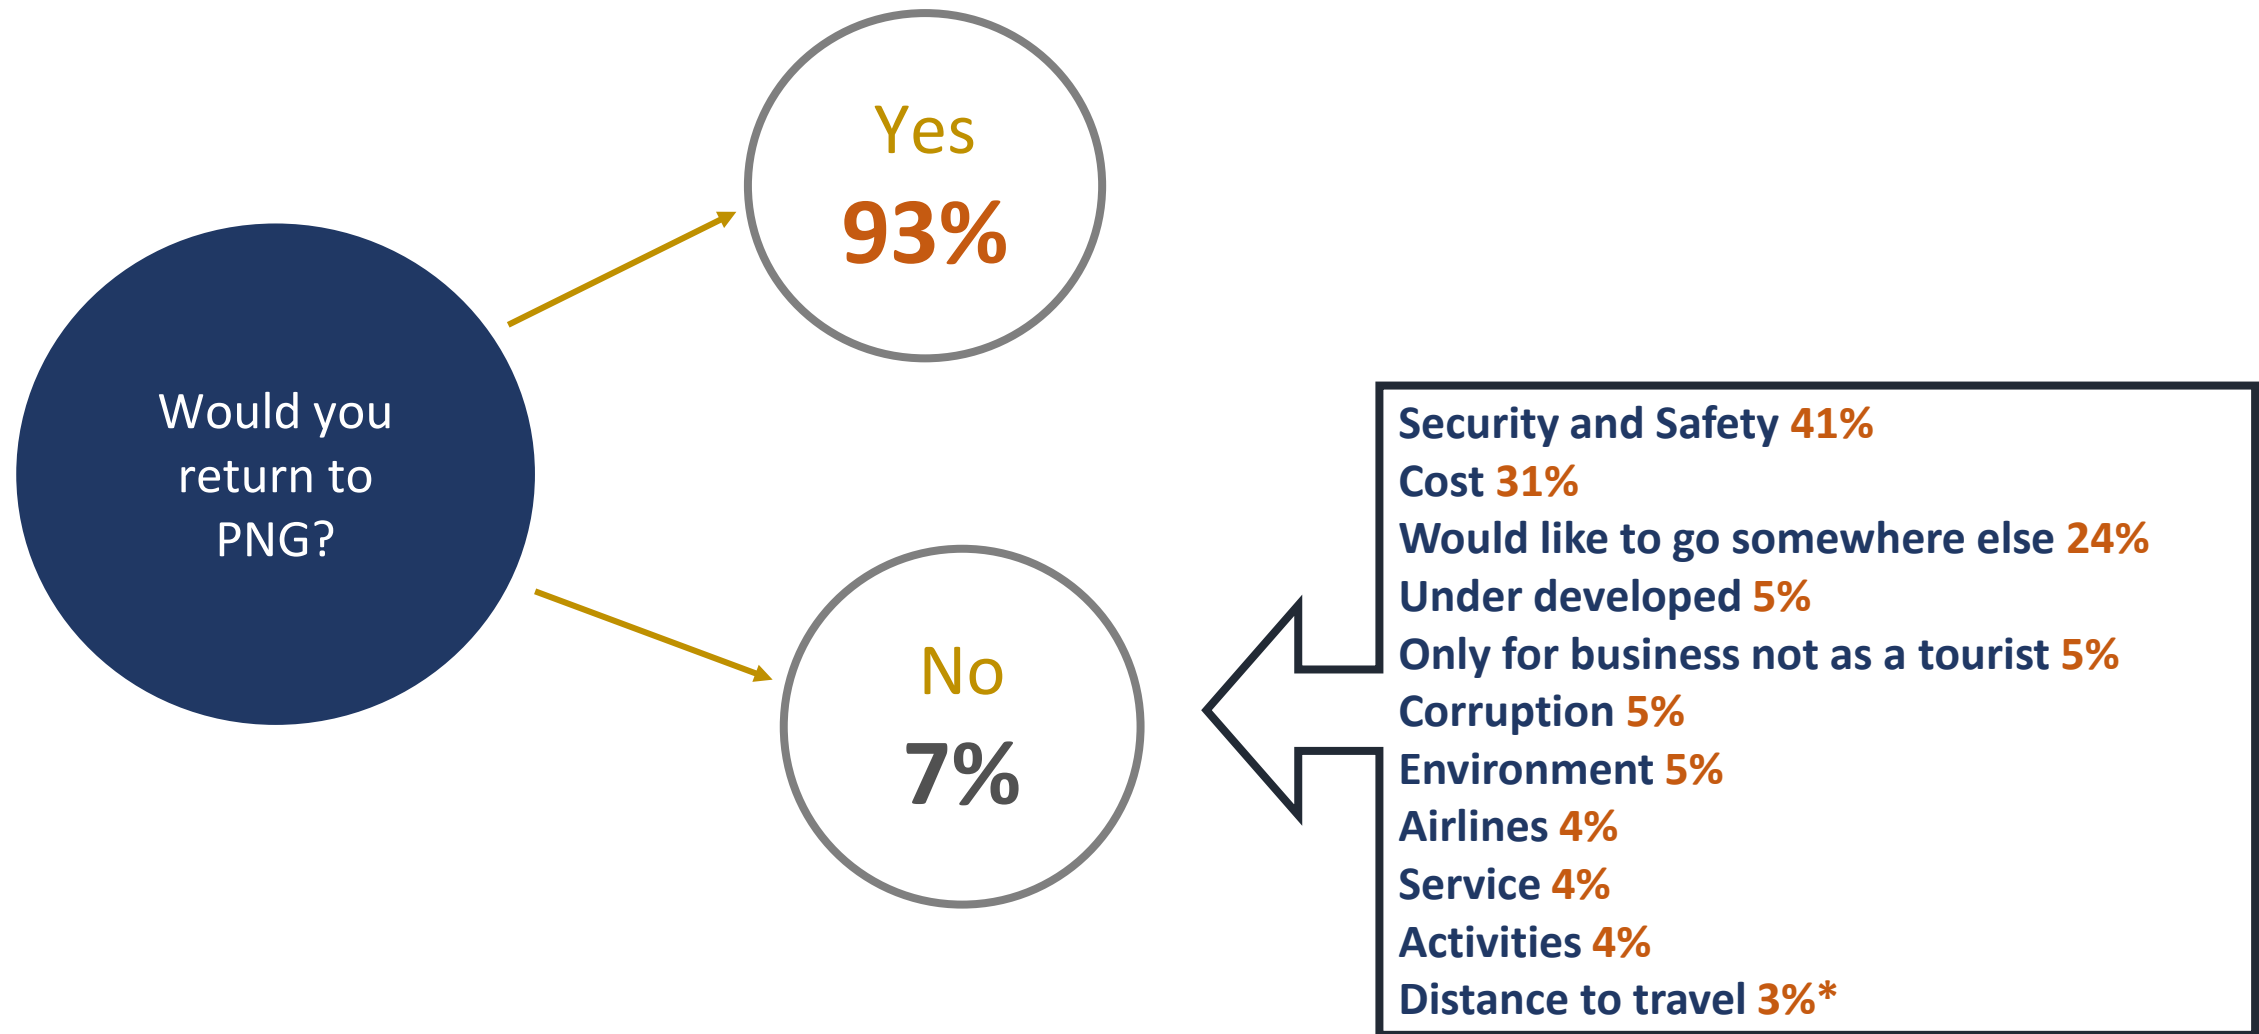 Would you
return to
PNG?
Yes
93%
No
7%
Security and Safety 41%
Cost 31%
Would like to go somewhere else 24%
Under developed 5%
Only for business not as a tourist 5%
Corruption 5%
Environment 5%
Airlines 4%
Service 4%
Activities 4%
Distance to travel 3%*